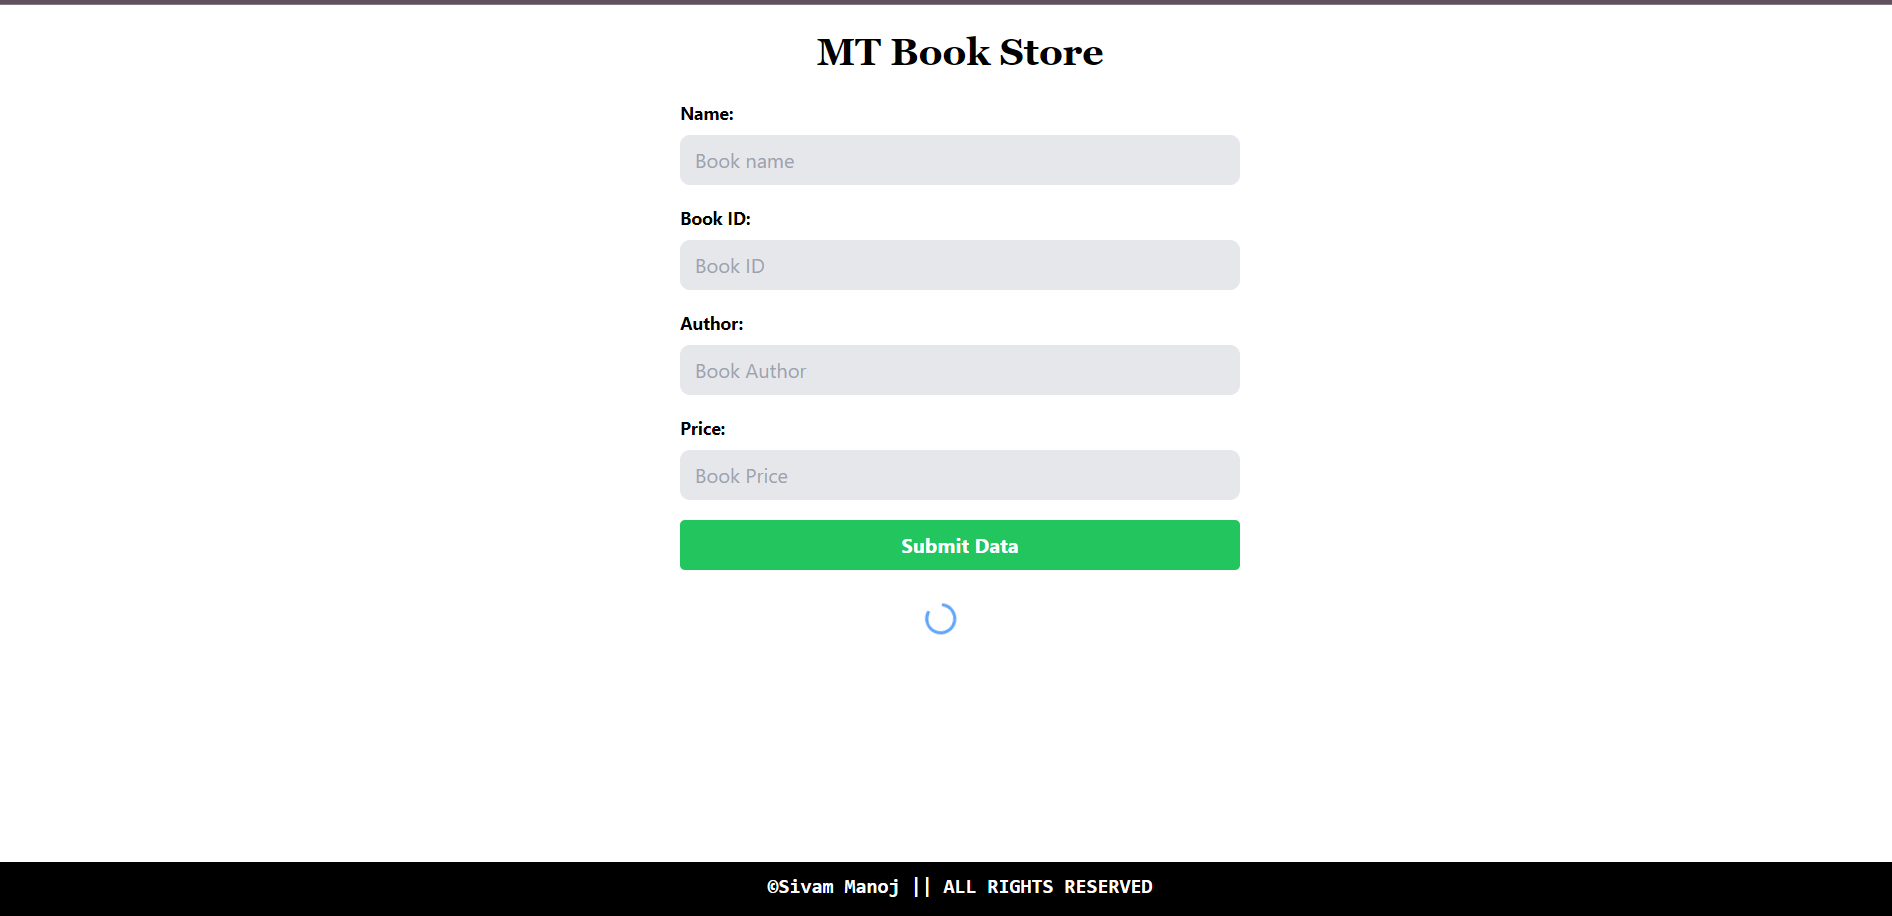 MT Book Store
Name:
Book name
Book ID:
Book ID
Author:
Book Author
Price:
Book Price
Submit Data
©Sivam Manoj || ALL RIGHTS RESERVED